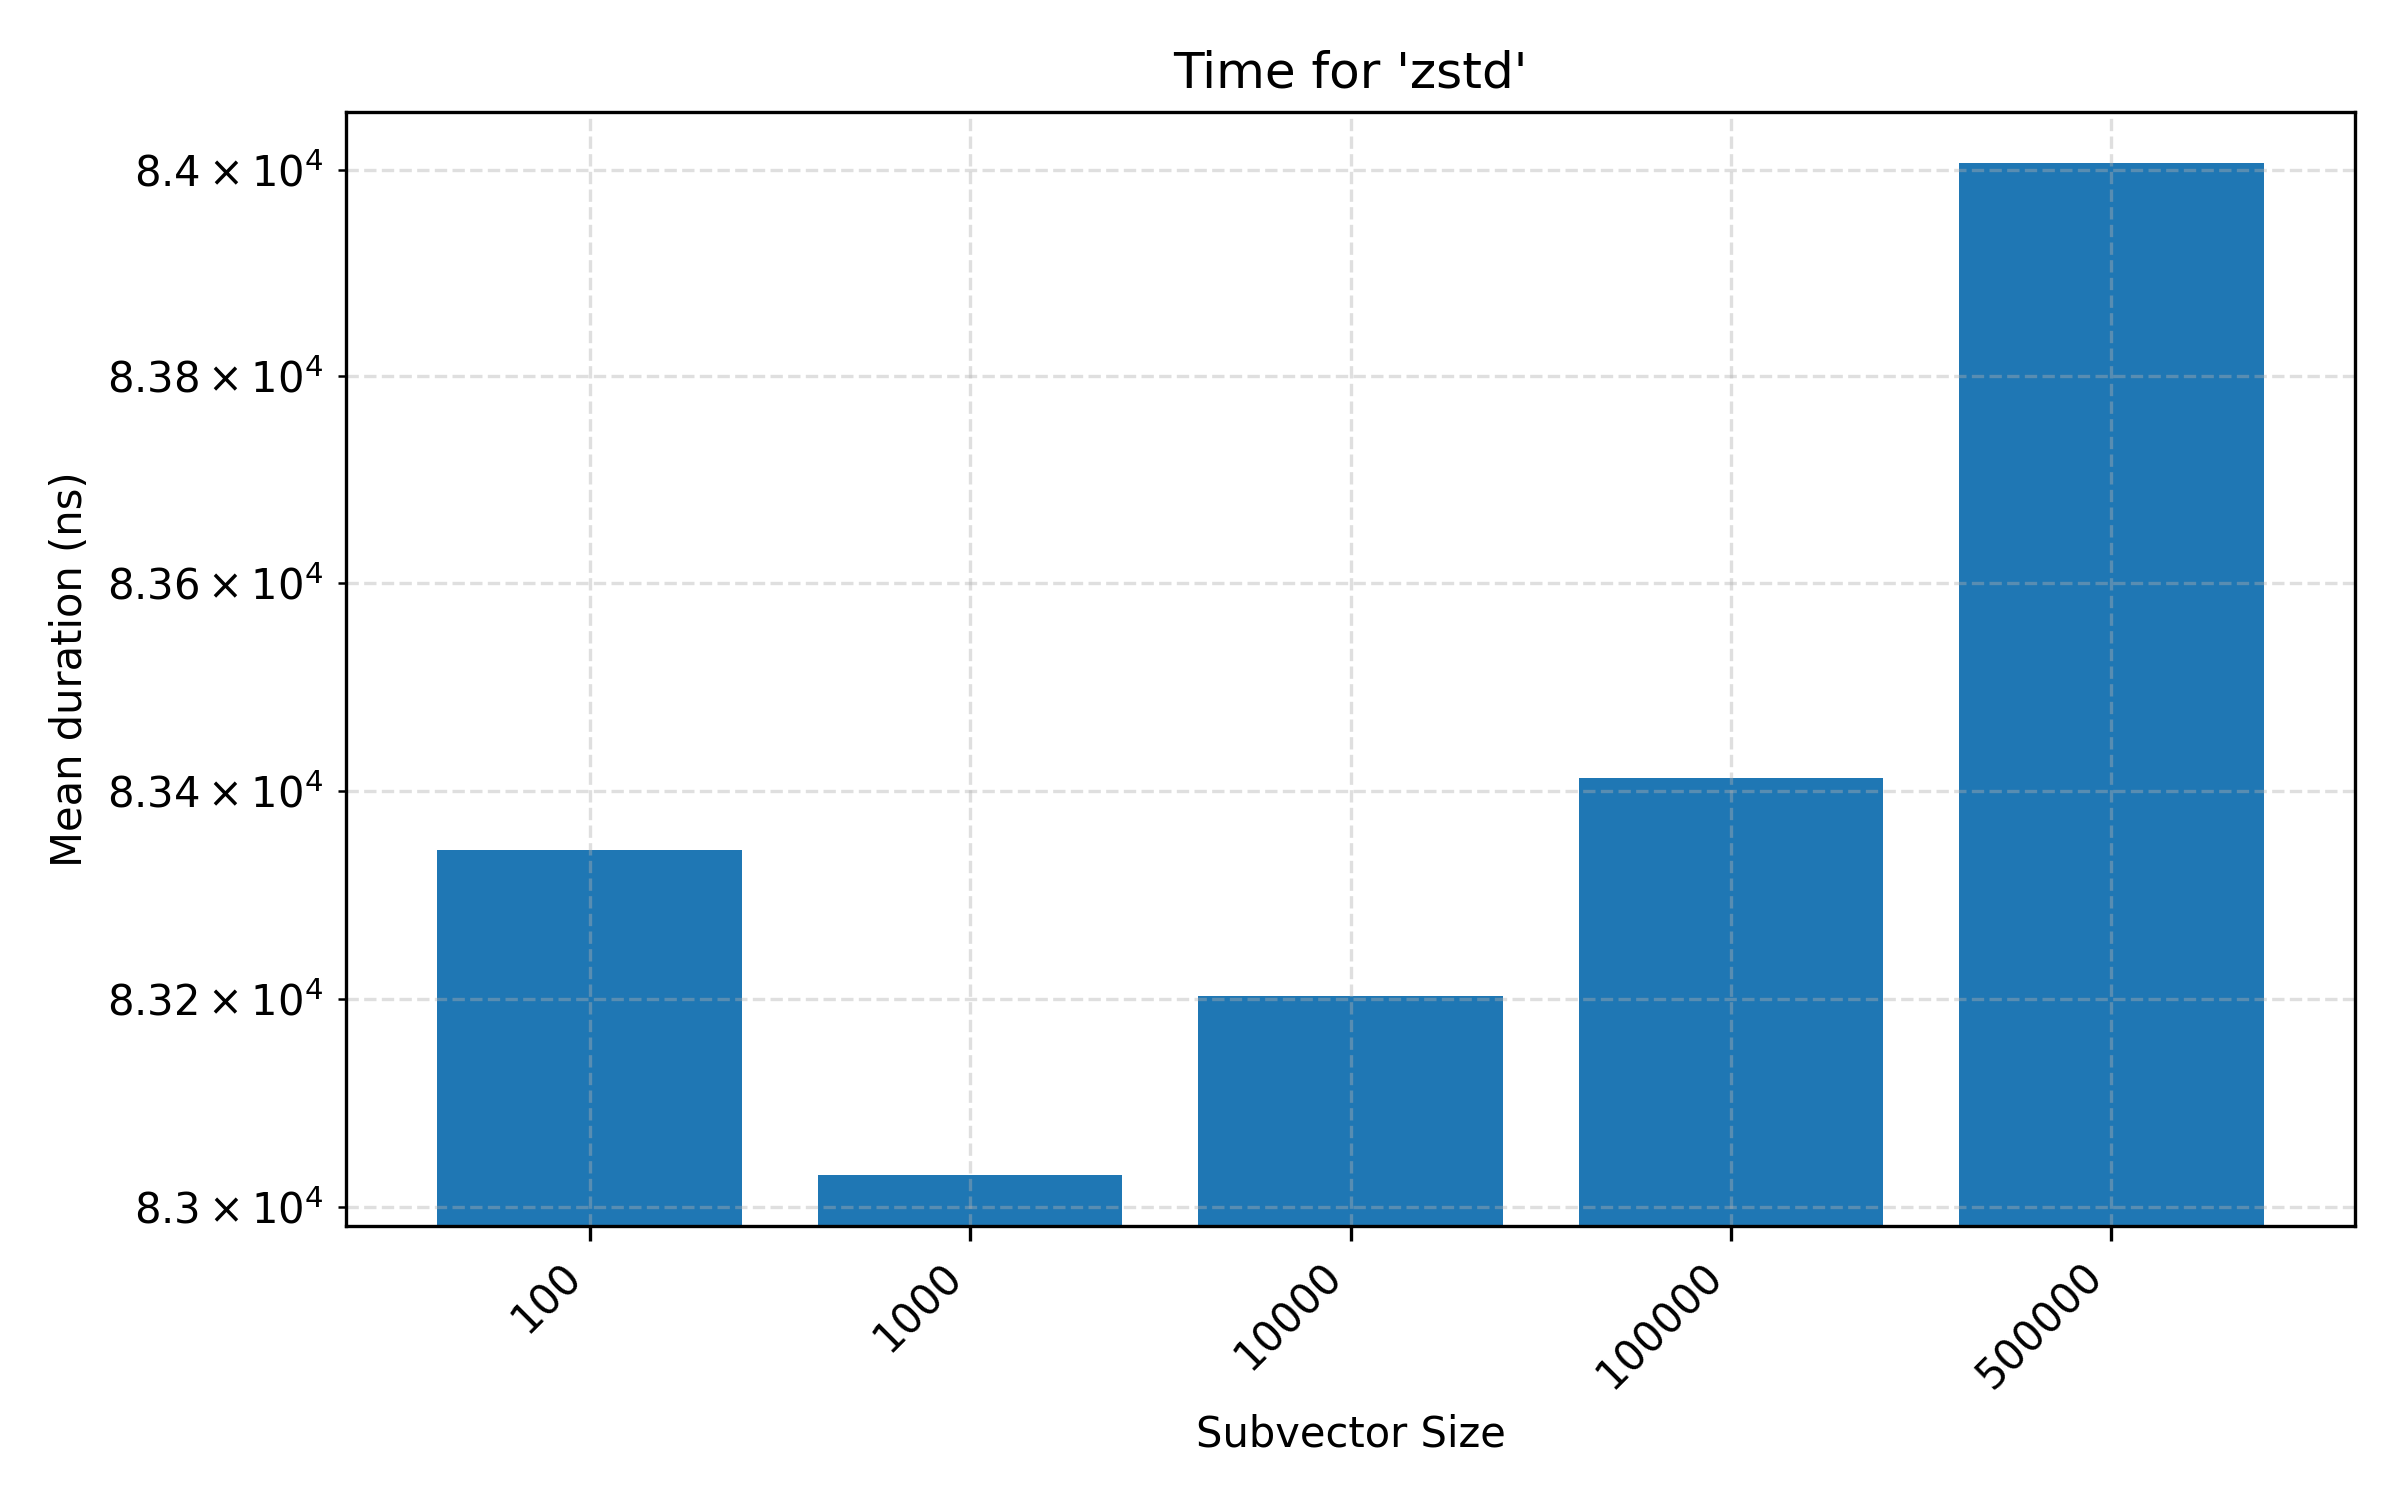 Time for 'zstd'
8.4 × 10⁴
8.38 × 10⁴
8.36 × 10⁴
8.34 × 10⁴
8.32 × 10⁴
8.3 × 10⁴
Mean duration (ns)
100
1000
10000
100000
500000
Subvector Size